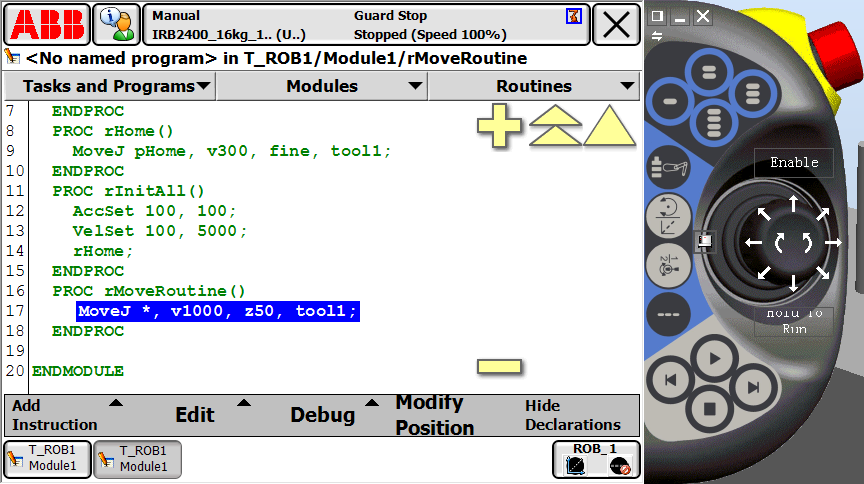 ABB
Manual
IRB2400_16kg_1.. (U..)
Guard Stop
Stopped (Speed 100%)
<No named program> in T_ROB1/Module1/rMoveRoutine
Tasks and Programs
Modules
Routines
7 ENDPROC
8 PROC rHome()
9 MoveJ pHome, v300, fine, tool1;
10 ENDPROC
11 PROC rInitAll()
12 AccSet 100, 100;
13 VelSet 100, 5000;
14 rHome;
15 ENDPROC
16 PROC rMoveRoutine()
17 MoveJ *, v1000, z50, tool1;
18 ENDPROC
19
20 ENDMODULE
Add
Instruction
Edit
Debug
Modify
Position
Hide
Declarations
T_ROB1
Module1
T_ROB1
Module1
ROB_1
Enable
Hold To
Run